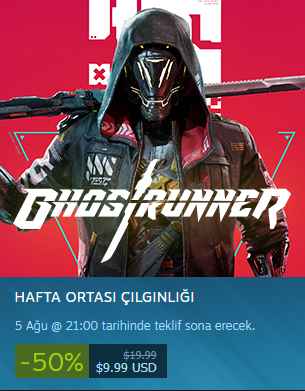 GHOSTRUNNER
HAFTA ORTASI ÇILGINLIĞI
5 Ağu @ 21:00 tarihinde teklif sona erecek.
-50%
$19.99
$9.99 USD